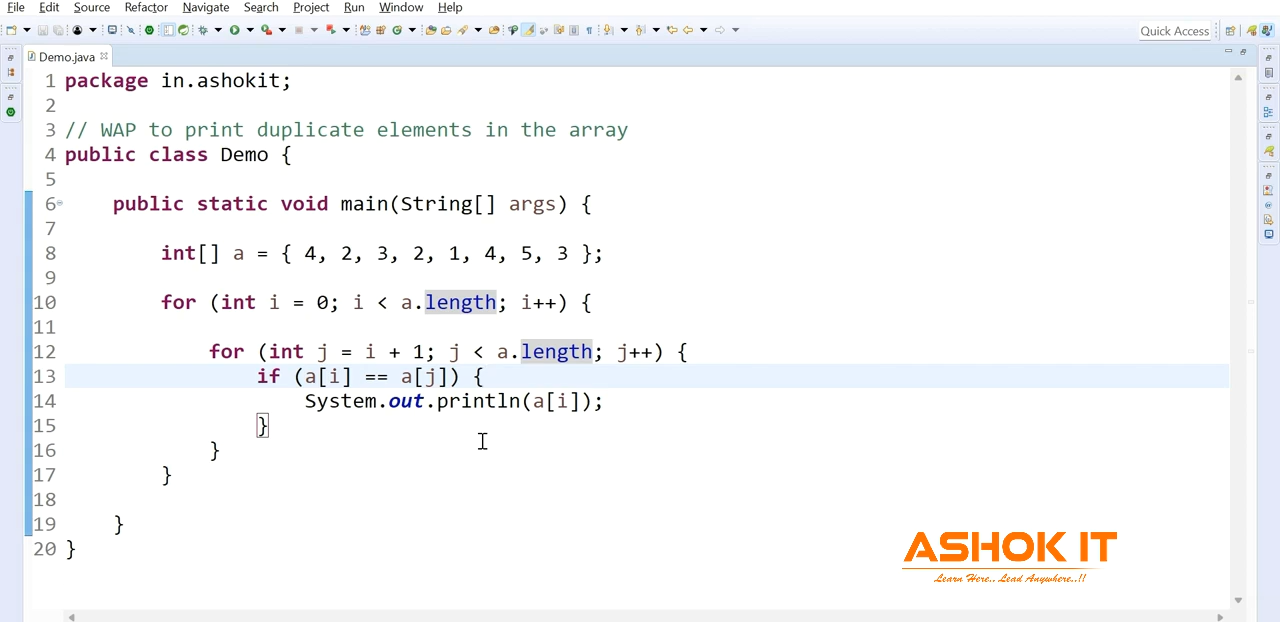 File Edit Source Refactor Navigate Search Project Run Window Help
Quick Access
Demo.java
1 package in.ashokit;
2
3 // WAP to print duplicate elements in the array
4 public class Demo {
5
6 public static void main(String[] args) {
7
8 int[] a = { 4, 2, 3, 2, 1, 4, 5, 3 };
9
10 for (int i = 0; i < a.length; i++) {
11
12 for (int j = i + 1; j < a.length; j++) {
13 if (a[i] == a[j]) {
14 System.out.println(a[i]);
15 }
16 }
17 }
18
19 }
20 }
ASHOK IT
Learn Here.. Lead Anywhere..!!